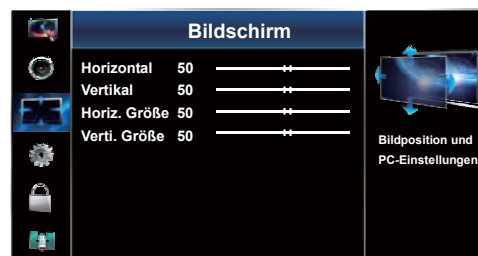 Bildschirm
Horizontal 50
Vertikal 50
Horiz. Größe 50
Verti. Größe 50
Bildposition und
PC-Einstellungen